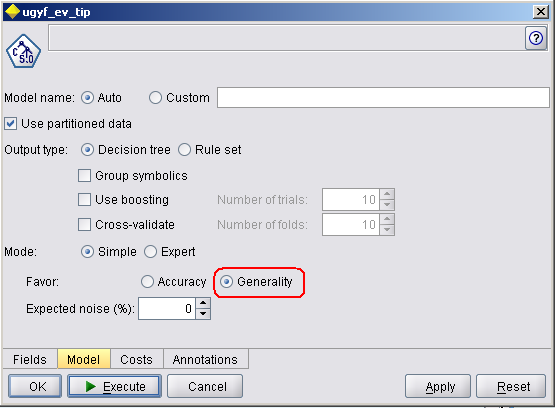 ugyf_ev_tip
C 5.0
?
Model name: Auto Custom
Use partitioned data
Output type: Decision tree Rule set
Group symbolics
Use boosting Number of trials: 10
Cross-validate Number of folds: 10
Mode: Simple Expert
Favor: Accuracy Generality
Expected noise (%): 0
Fields Model Costs Annotations
OK Execute Cancel Apply Reset